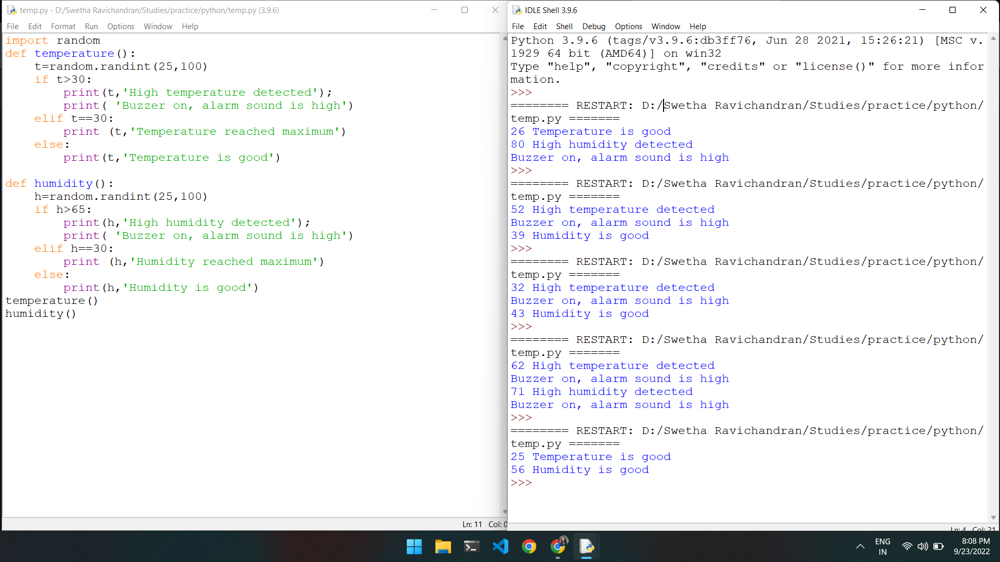 temp.py - D:/Swetha Ravichandran/Studies/practice/python/temp.py (3.9.6)
File Edit Format Run Options Window Help
import random
def temperature():
    t=random.randint(25,100)
    if t>30:
        print(t,'High temperature detected');
        print( 'Buzzer on, alarm sound is high')
    elif t==30:
        print (t,'Temperature reached maximum')
    else:
        print(t,'Temperature is good')

def humidity():
    h=random.randint(25,100)
    if h>65:
        print(h,'High humidity detected');
        print( 'Buzzer on, alarm sound is high')
    elif h==30:
        print (h,'Humidity reached maximum')
    else:
        print(h,'Humidity is good')
temperature()
humidity()
Ln: 11 Col: 0
IDLE Shell 3.9.6
File Edit Shell Debug Options Window Help
Python 3.9.6 (tags/v3.9.6:db3ff76, Jun 28 2021, 15:26:21) [MSC v.
1929 64 bit (AMD64)] on win32
Type "help", "copyright", "credits" or "license()" for more infor
mation.
>>>
======== RESTART: D:/Swetha Ravichandran/Studies/practice/python/
temp.py =======
26 Temperature is good
80 High humidity detected
Buzzer on, alarm sound is high
>>>
======== RESTART: D:/Swetha Ravichandran/Studies/practice/python/
temp.py =======
52 High temperature detected
Buzzer on, alarm sound is high
39 Humidity is good
>>>
======== RESTART: D:/Swetha Ravichandran/Studies/practice/python/
temp.py =======
32 High temperature detected
Buzzer on, alarm sound is high
43 Humidity is good
>>>
======== RESTART: D:/Swetha Ravichandran/Studies/practice/python/
temp.py =======
62 High temperature detected
Buzzer on, alarm sound is high
71 High humidity detected
Buzzer on, alarm sound is high
>>>
======== RESTART: D:/Swetha Ravichandran/Studies/practice/python/
temp.py =======
25 Temperature is good
56 Humidity is good
>>>
Ln: 4 Col: 21
ENG
IN
8:08 PM
9/23/2022